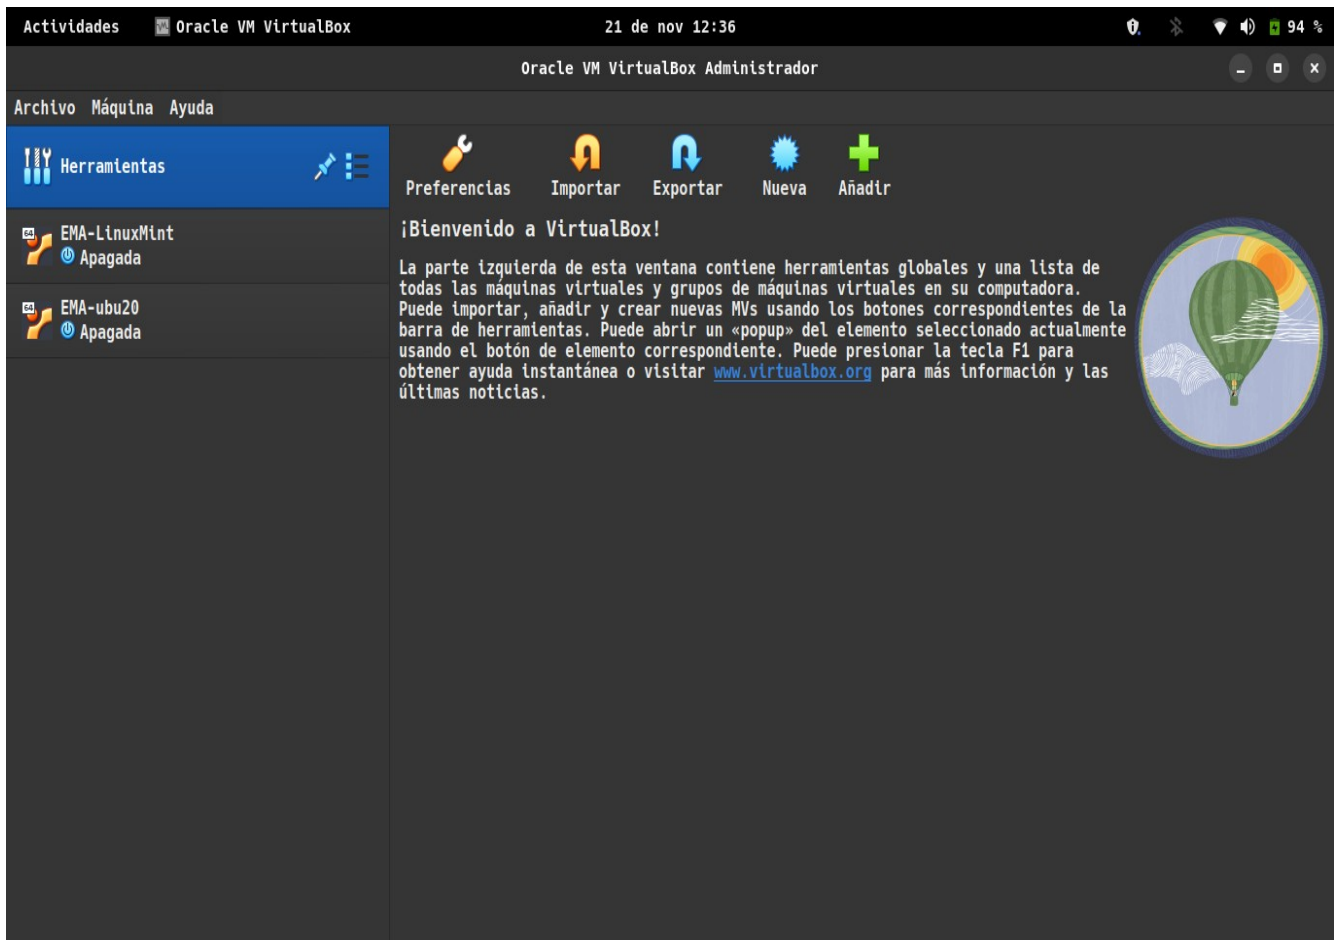 Actividades Oracle VM VirtualBox 21 de nov 12:36 94 %
Oracle VM VirtualBox Administrador
Archivo Máquina Ayuda
Herramientas
Preferencias Importar Exportar Nueva Añadir
64 EMA-LinuxMint
Apagada
64 EMA-ubu20
Apagada
¡Bienvenido a VirtualBox!
La parte izquierda de esta ventana contiene herramientas globales y una lista de
todas las máquinas virtuales y grupos de máquinas virtuales en su computadora.
Puede importar, añadir y crear nuevas MVs usando los botones correspondientes de la
barra de herramientas. Puede abrir un «popup» del elemento seleccionado actualmente
usando el botón de elemento correspondiente. Puede presionar la tecla F1 para
obtener ayuda instantánea o visitar www.virtualbox.org para más información y las
últimas noticias.